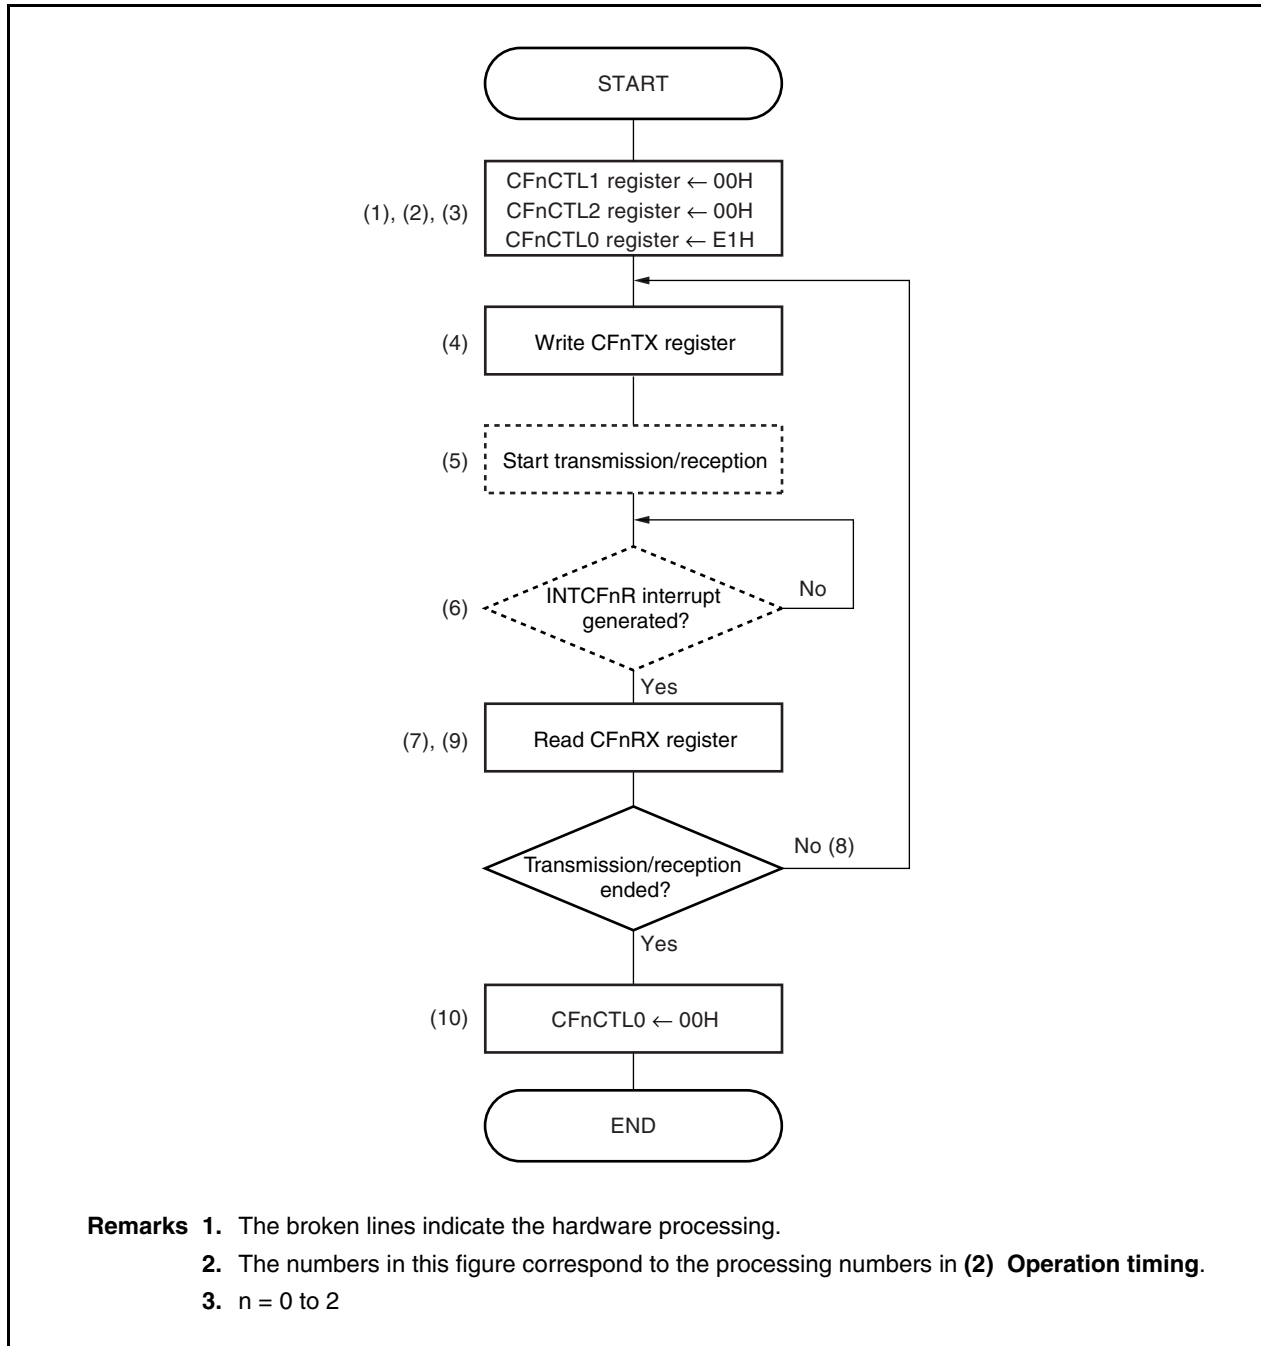 START
(1), (2), (3)
CFnCTL1 register ← 00H
CFnCTL2 register ← 00H
CFnCTL0 register ← E1H
(4)
Write CFnTX register
(5)
Start transmission/reception
(6)
INTCFnR interrupt
generated?
No
Yes
(7), (9)
Read CFnRX register
Transmission/reception
ended?
No (8)
Yes
(10)
CFnCTL0 ← 00H
END
Remarks 1. The broken lines indicate the hardware processing.
2. The numbers in this figure correspond to the processing numbers in (2) Operation timing.
3. n = 0 to 2